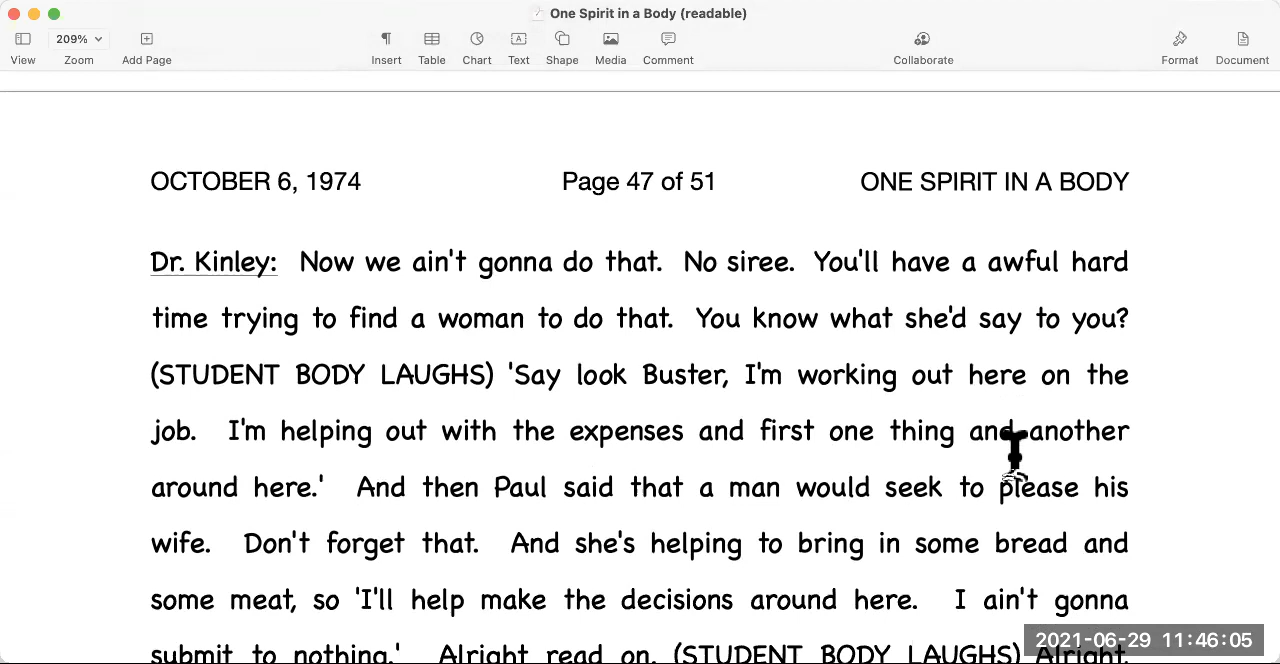 One Spirit in a Body (readable)
209%
View Zoom Add Page Insert Table Chart Text Shape Media Comment Collaborate Format Document
OCTOBER 6, 1974 Page 47 of 51 ONE SPIRIT IN A BODY
Dr. Kinley: Now we ain't gonna do that. No siree. You'll have a awful hard
time trying to find a woman to do that. You know what she'd say to you?
(STUDENT BODY LAUGHS) 'Say look Buster, I'm working out here on the
job. I'm helping out with the expenses and first one thing and another
around here.' And then Paul said that a man would seek to please his
wife. Don't forget that. And she's helping to bring in some bread and
some meat, so 'I'll help make the decisions around here. I ain't gonna
submit to nothing.' Alright read on. (STUDENT BODY LAUGHS) Alright,
2021-06-29 11:46:05